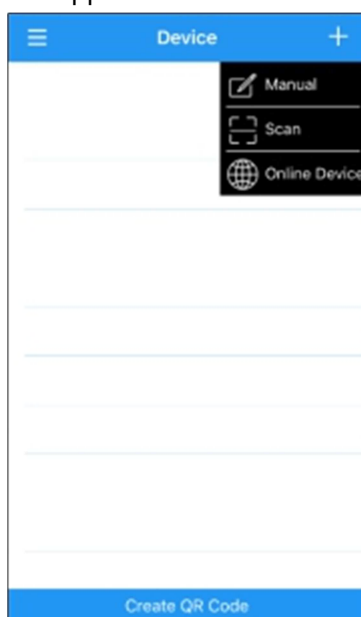 Device
Manual
Scan
Online Device
Create QR Code